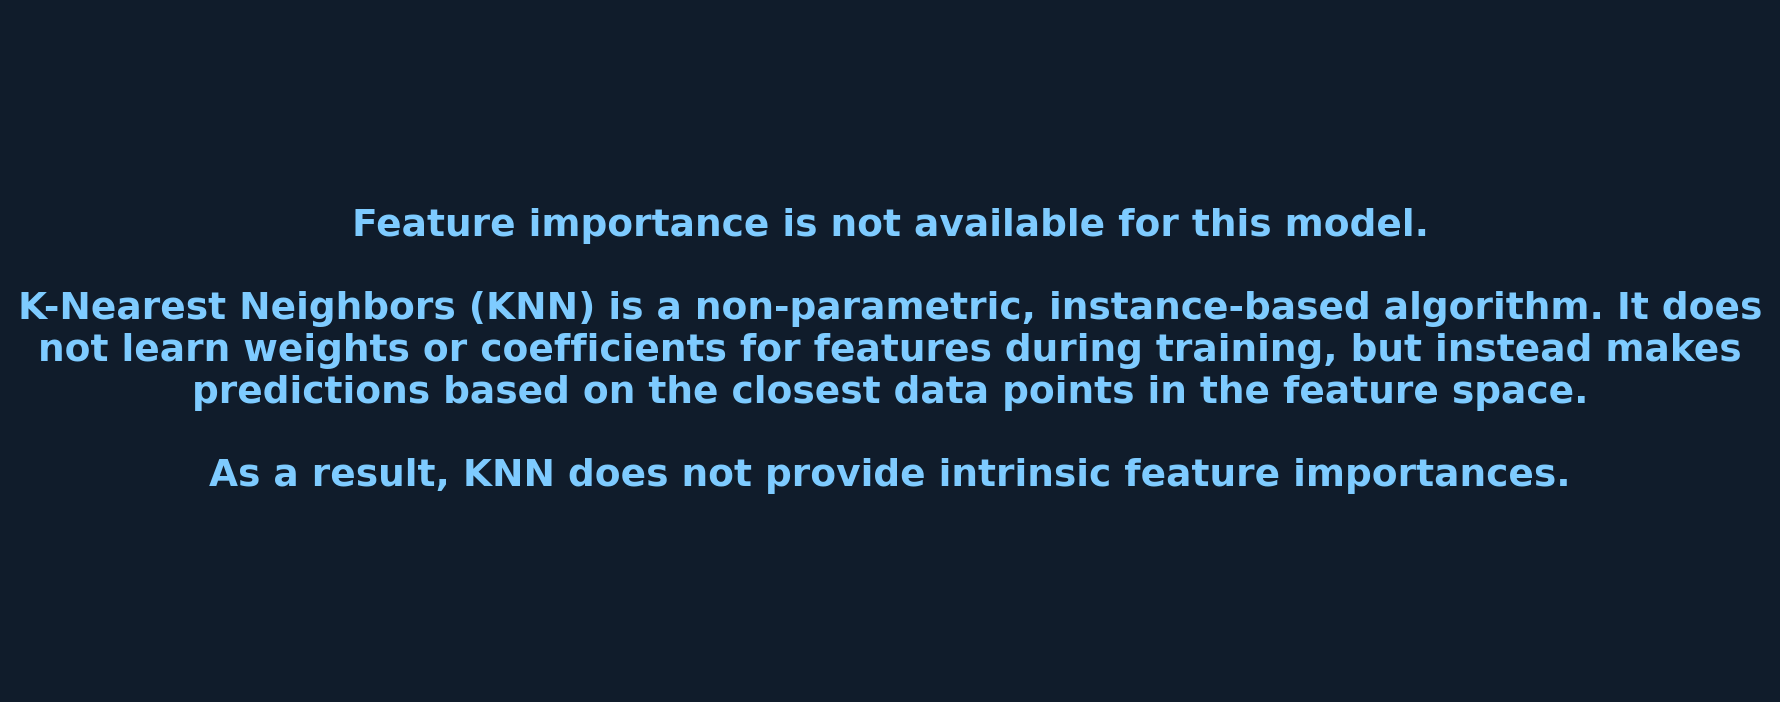 Feature importance is not available for this model.
K-Nearest Neighbors (KNN) is a non-parametric, instance-based algorithm. It does
not learn weights or coefficients for features during training, but instead makes
predictions based on the closest data points in the feature space.
As a result, KNN does not provide intrinsic feature importances.